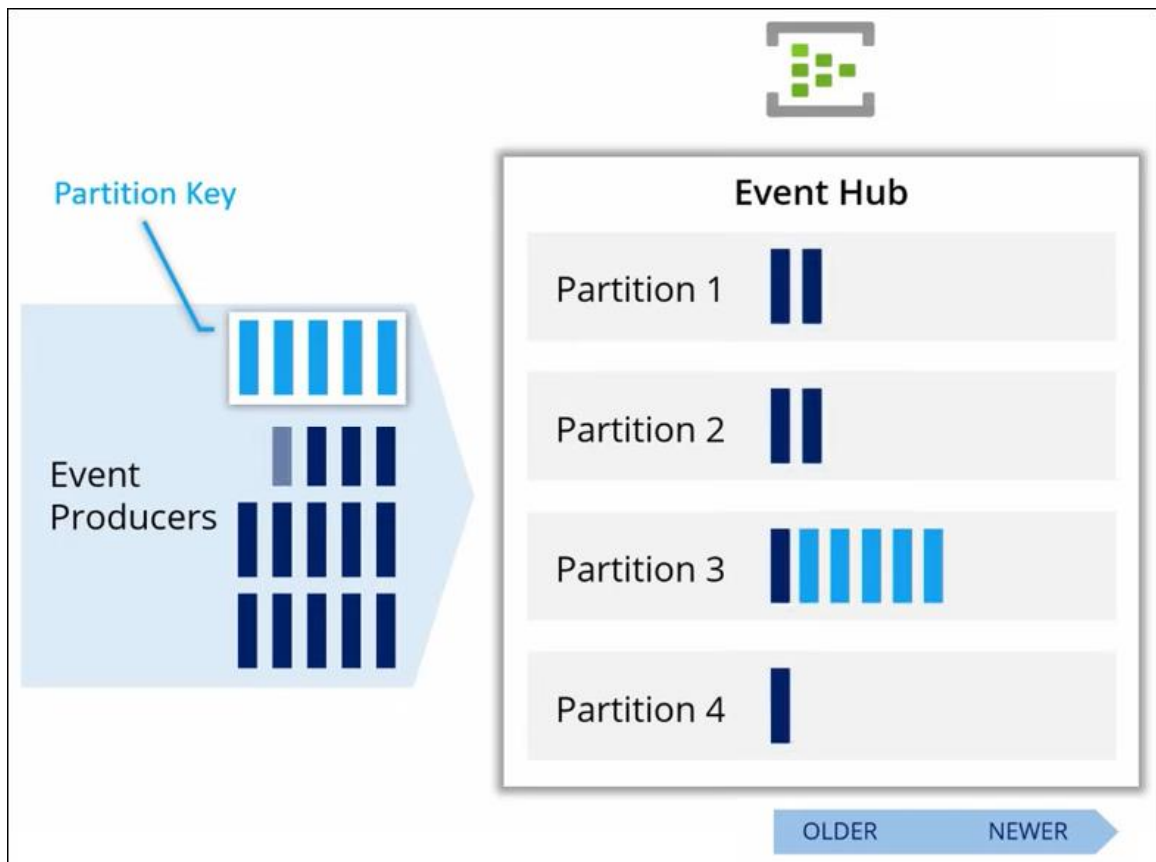 Partition Key
Event
Producers
Event Hub
Partition 1
Partition 2
Partition 3
Partition 4
OLDER NEWER